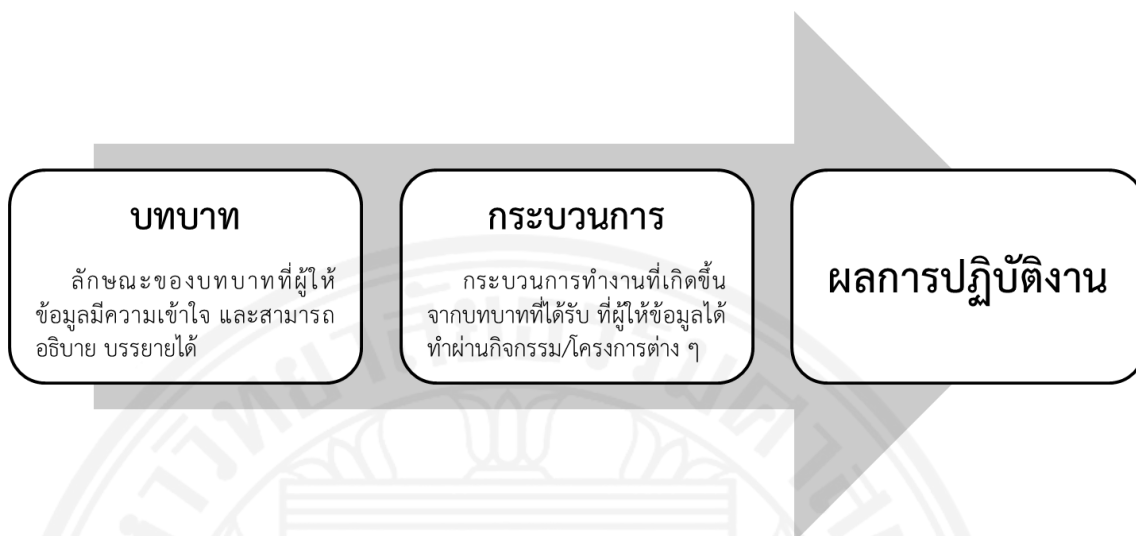 บทบาท
ลักษณะของบทบาทที่ผู้ให้
ข้อมูลมีความเข้าใจ และสามารถ
อธิบาย บรรยายได้
กระบวนการ
กระบวนการทำงานที่เกิดขึ้น
จากบทบาทที่ได้รับ ที่ผู้ให้ข้อมูลได้
ทำผ่านกิจกรรม/โครงการต่าง ๆ
ผลการปฏิบัติงาน